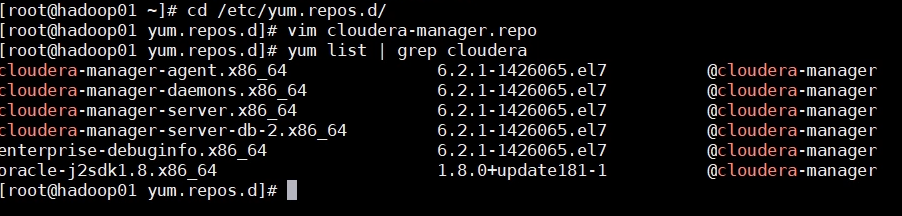 [root@hadoop01 ~]# cd /etc/yum.repos.d/
[root@hadoop01 yum.repos.d]# vim cloudera-manager.repo
[root@hadoop01 yum.repos.d]# yum list | grep cloudera
cloudera-manager-agent.x86_64 6.2.1-1426065.el7 @cloudera-manager
cloudera-manager-daemons.x86_64 6.2.1-1426065.el7 @cloudera-manager
cloudera-manager-server.x86_64 6.2.1-1426065.el7 @cloudera-manager
cloudera-manager-server-db-2.x86_64 6.2.1-1426065.el7 @cloudera-manager
enterprise-debuginfo.x86_64 6.2.1-1426065.el7 @cloudera-manager
oracle-j2sdk1.8.x86_64 1.8.0+update181-1 @cloudera-manager
[root@hadoop01 yum.repos.d]#